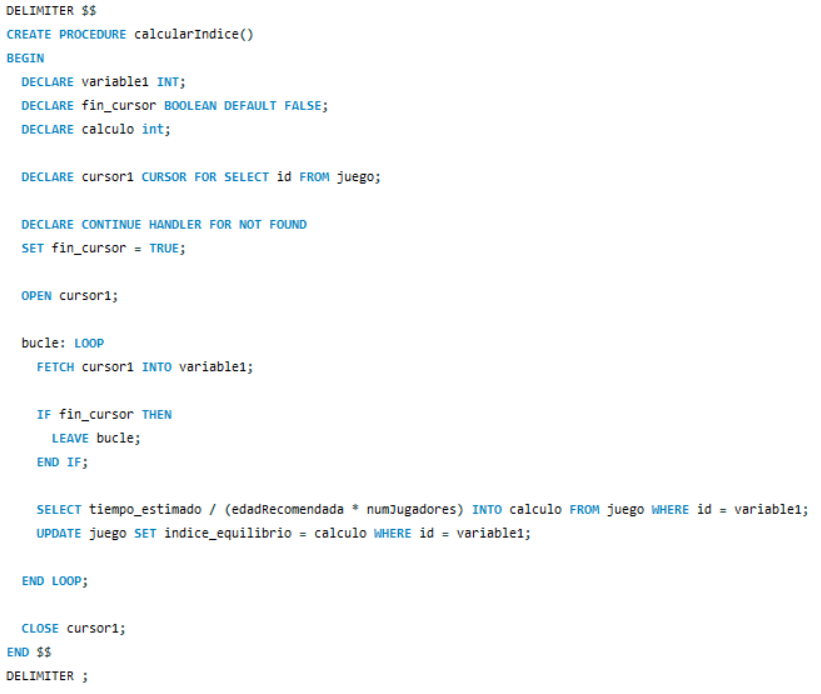 DELIMITER $$
CREATE PROCEDURE calcularIndice()
BEGIN
DECLARE variable1 INT;
DECLARE fin_cursor BOOLEAN DEFAULT FALSE;
DECLARE calculo int;
DECLARE cursor1 CURSOR FOR SELECT id FROM juego;
DECLARE CONTINUE HANDLER FOR NOT FOUND
SET fin_cursor = TRUE;
OPEN cursor1;
bucle: LOOP
FETCH cursor1 INTO variable1;
IF fin_cursor THEN
LEAVE bucle;
END IF;
SELECT tiempo_estimado / (edadRecomendada * numJugadores) INTO calculo FROM juego WHERE id = variable1;
UPDATE juego SET indice_equilibrio = calculo WHERE id = variable1;
END LOOP;
CLOSE cursor1;
END $$
DELIMITER ;